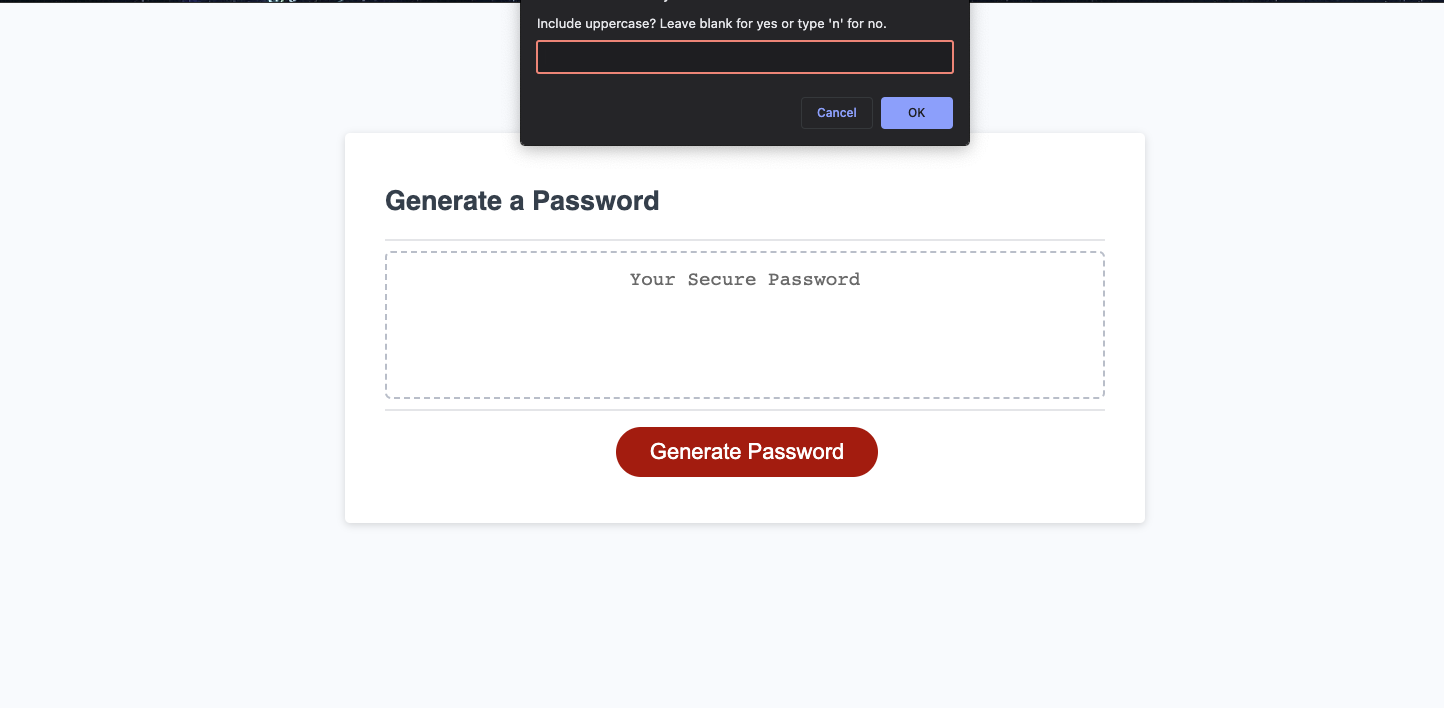 Include uppercase? Leave blank for yes or type 'n' for no.
Cancel
OK
Generate a Password
Your Secure Password
Generate Password